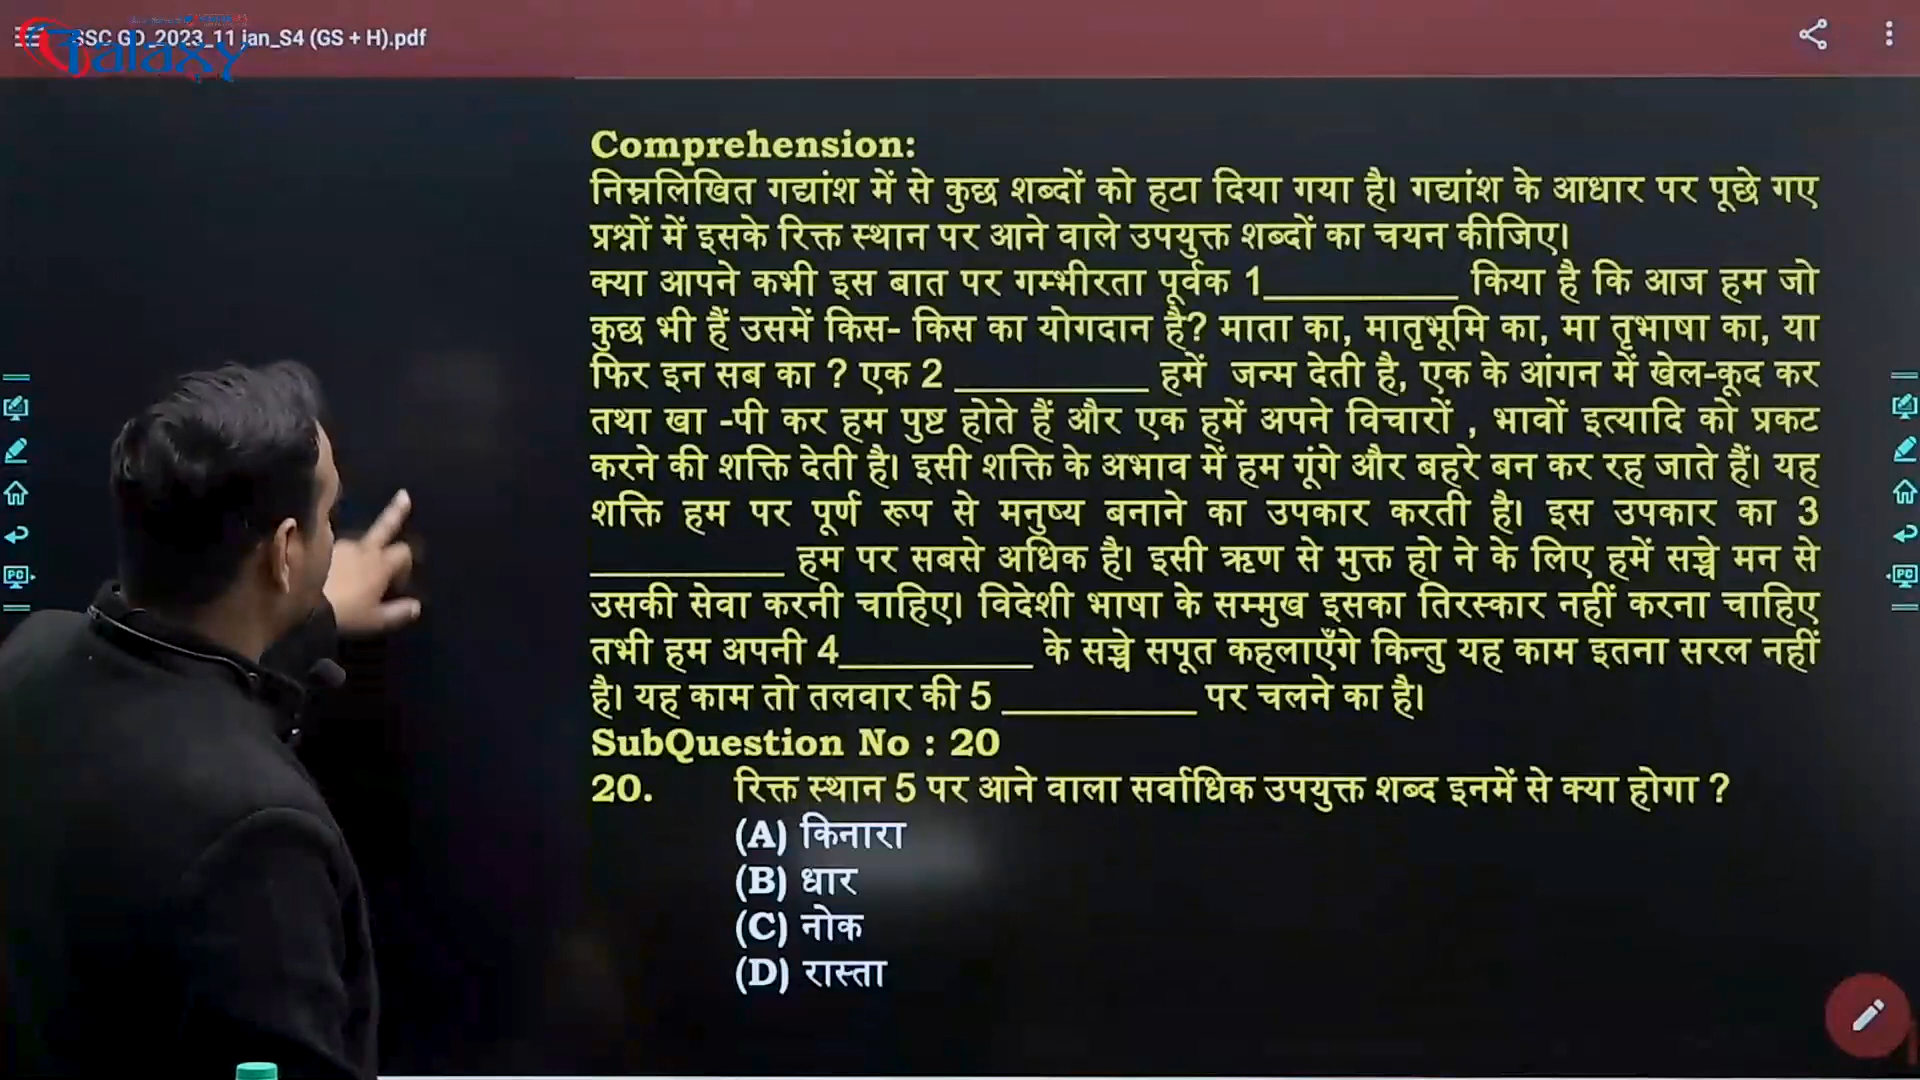 SSC GD_2023_11 jan_S4 (GS + H).pdf
Galaxy
Comprehension:
निम्नलिखित गद्यांश में से कुछ शब्दों को हटा दिया गया है। गद्यांश के आधार पर पूछे गए
प्रश्नों में इसके रिक्त स्थान पर आने वाले उपयुक्त शब्दों का चयन कीजिए।
क्या आपने कभी इस बात पर गम्भीरता पूर्वक 1__________ किया है कि आज हम जो
कुछ भी हैं उसमें किस- किस का योगदान है? माता का, मातृभूमि का, मा तृभाषा का, या
फिर इन सब का ? एक 2 __________ हमें जन्म देती है, एक के आंगन में खेल-कूद कर
तथा खा -पी कर हम पुष्ट होते हैं और एक हमें अपने विचारों , भावों इत्यादि को प्रकट
करने की शक्ति देती है। इसी शक्ति के अभाव में हम गूंगे और बहरे बन कर रह जाते हैं। यह
शक्ति हम पर पूर्ण रूप से मनुष्य बनाने का उपकार करती है। इस उपकार का 3
__________ हम पर सबसे अधिक है। इसी ऋण से मुक्त हो ने के लिए हमें सच्चे मन से
उसकी सेवा करनी चाहिए। विदेशी भाषा के सम्मुख इसका तिरस्कार नहीं करना चाहिए
तभी हम अपनी 4__________ के सच्चे सपूत कहलाएँगे किन्तु यह काम इतना सरल नहीं
है। यह काम तो तलवार की 5 __________ पर चलने का है।
SubQuestion No : 20
20. रिक्त स्थान 5 पर आने वाला सर्वाधिक उपयुक्त शब्द इनमें से क्या होगा ?
(A) किनारा
(B) धार
(C) नोक
(D) रास्ता
PC
PC